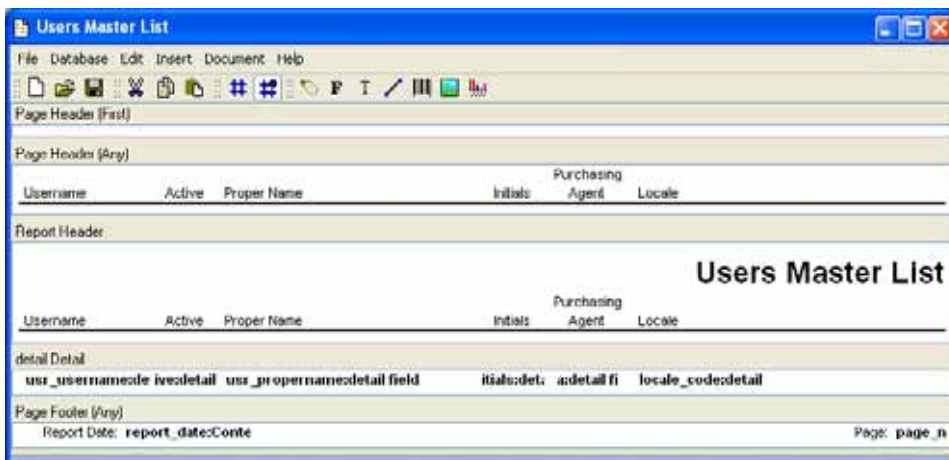 Users Master List
File Database Edit Insert Document Help
Page Header (First)
Page Header (Any)
Purchasing
Username Active Proper Name Initials Agent Locale
Report Header
Users Master List
Purchasing
Username Active Proper Name Initials Agent Locale
detail Detail
usr_username:de ive:detail usr_propername:detail field itials:det: a:detail fi locale_code:detail
Page Footer (Any)
Report Date: report_date:Conte Page: page_n